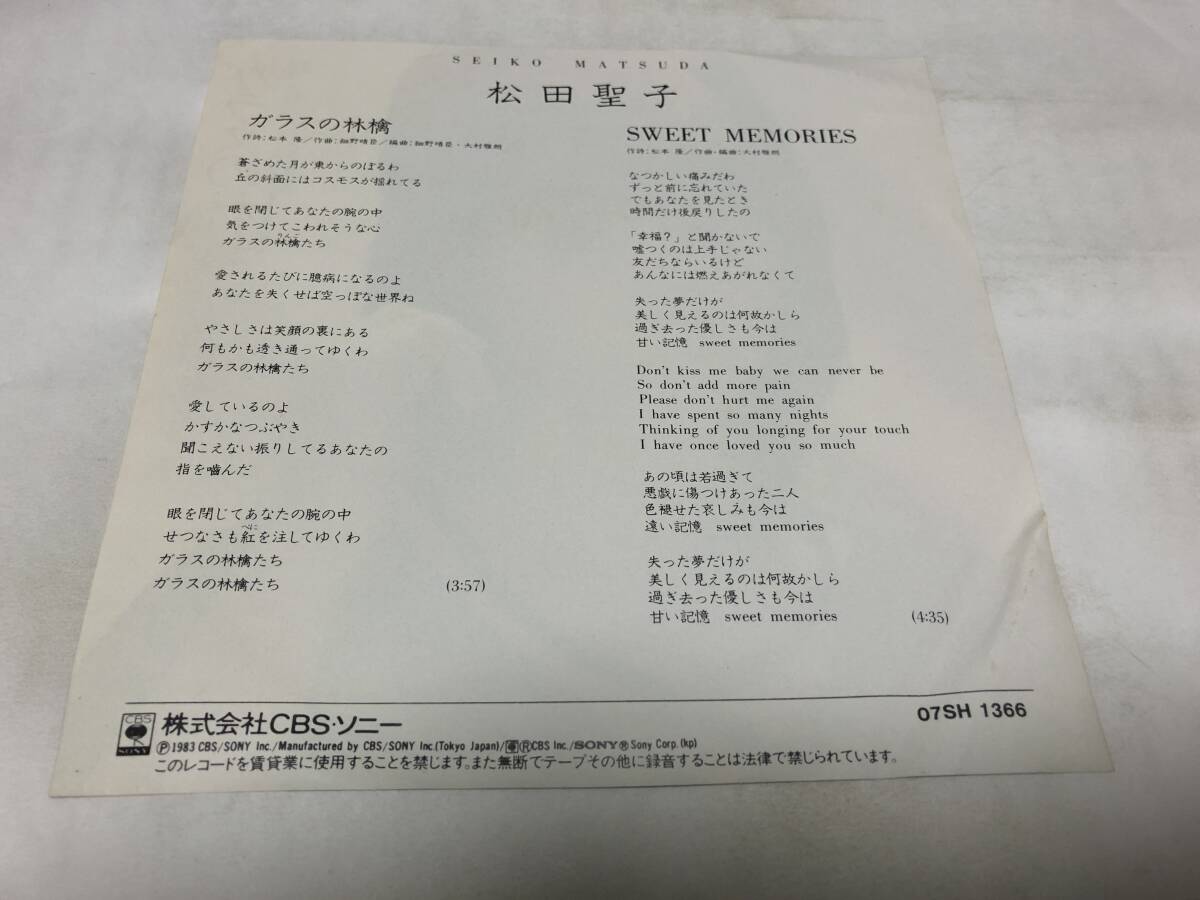 SEIKO MATSUDA
松田聖子
ガラスの林檎
作詩：松本 隆／作曲：細野晴臣／編曲：細野晴臣・大村雅朗
蒼ざめた月が東からのぼるわ
丘の斜面にはコスモスが揺れてる
眼を閉じてあなたの腕の中
気をつけてこわれそうな心
りんご
ガラスの林檎たち
愛されるたびに臆病になるのよ
あなたを失くせば空っぽな世界ね
やさしさは笑顔の裏にある
何もかも透き通ってゆくわ
ガラスの林檎たち
愛しているのよ
かすかなつぶやき
聞こえない振りしてるあなたの
指を嚙んだ
眼を閉じてあなたの腕の中
べに
せつなさも紅を注してゆくわ
ガラスの林檎たち
ガラスの林檎たち (3:57)
SWEET MEMORIES
作詩：松本 隆／作曲・編曲：大村雅朗
なつかしい痛みだわ
ずっと前に忘れていた
でもあなたを見たとき
時間だけ後戻りしたの
「幸福？」と聞かないで
嘘つくのは上手じゃない
友だちならいるけど
あんなには燃えあがれなくて
失った夢だけが
美しく見えるのは何故かしら
過ぎ去った優しさも今は
甘い記憶 sweet memories
Don't kiss me baby we can never be
So don't add more pain
Please don't hurt me again
I have spent so many nights
Thinking of you longing for your touch
I have once loved you so much
あの頃は若過ぎて
悪戯に傷つけあった二人
色褪せた哀しみも今は
遠い記憶 sweet memories
失った夢だけが
美しく見えるのは何故かしら
過ぎ去った優しさも今は
甘い記憶 sweet memories (4:35)
CBS
SONY
株式会社CBS・ソニー
07SH 1366
Ⓟ1983 CBS/SONY Inc./Manufactured by CBS/SONY Inc.(Tokyo Japan)/ⓇCBS Inc./SONY® Sony Corp.(kp)
このレコードを賃貸業に使用することを禁じます。また無断でテープその他に録音することは法律で禁じられています。